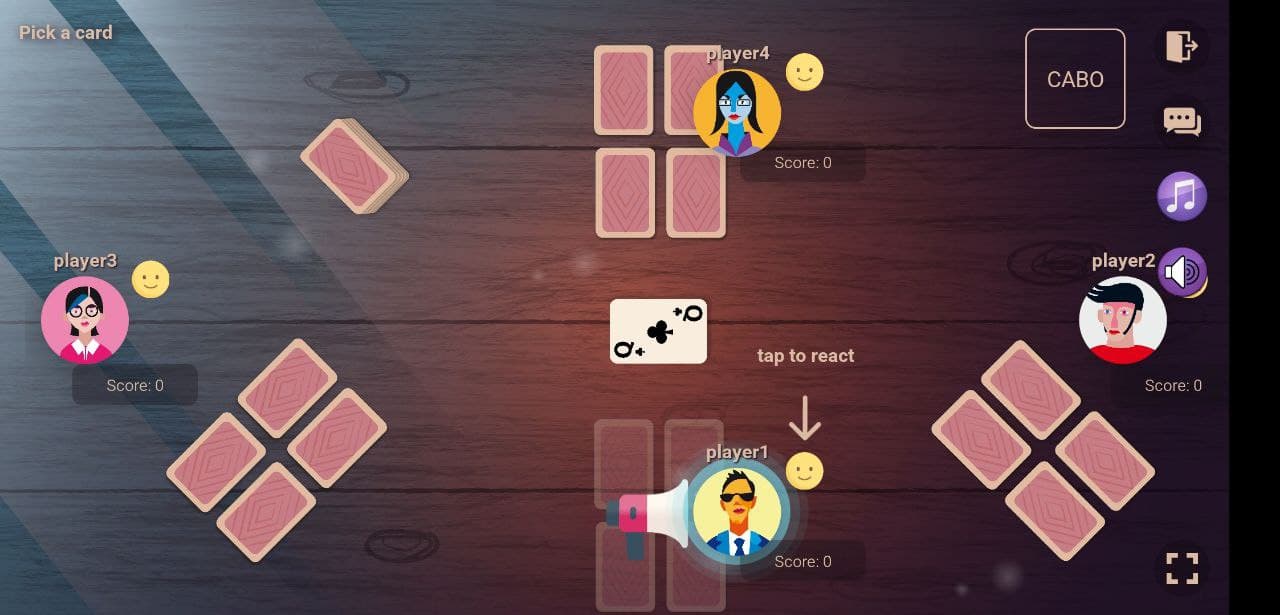 Pick a card
player4
CABO
Score: 0
player3
player2
Score: 0
Q
Q
tap to react
Score: 0
player1
Score: 0